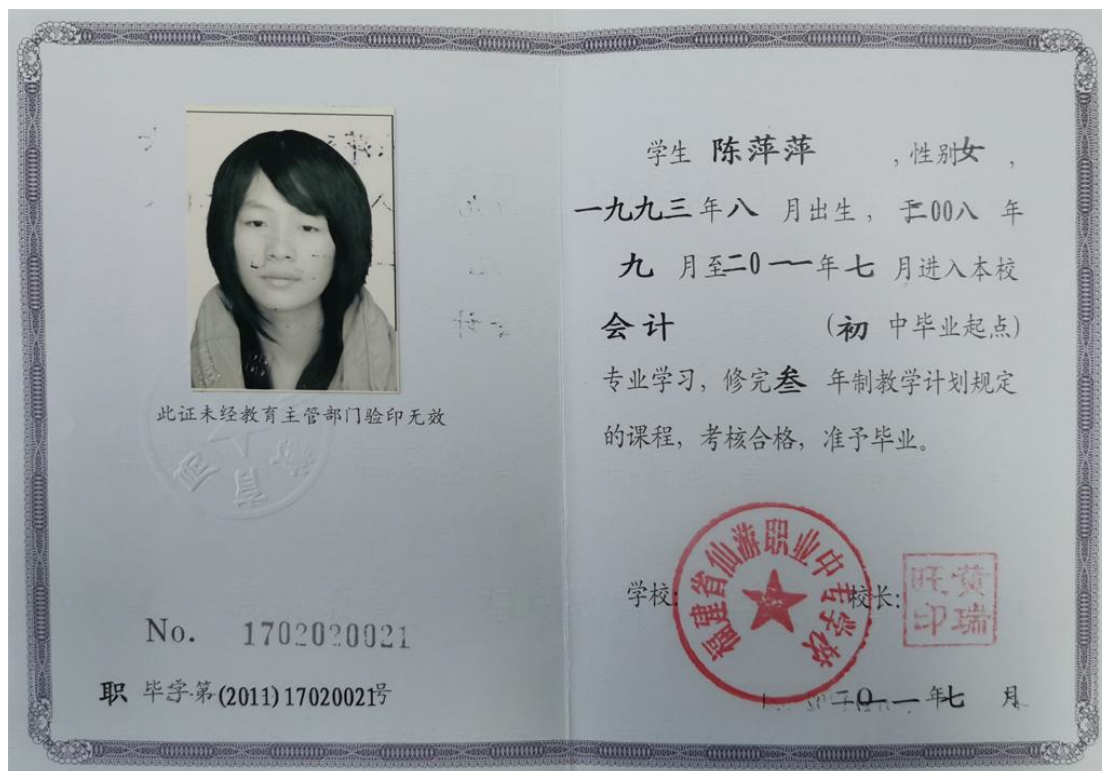 此证未经教育主管部门验印无效
No. 1702020021
职 毕字第(2011)17020021号
学生 陈萍萍 , 性别女 ,
一九九三年八 月出生, 于二00八 年
九 月至二0一一年七 月进入本校
会计 (初 中毕业起点)
专业学习, 修完叁 年制教学计划规定
的课程, 考核合格, 准予毕业。
福建省仙游职业中专学校
学校: 校长:
黄瑞旺印
二0一一年七 月